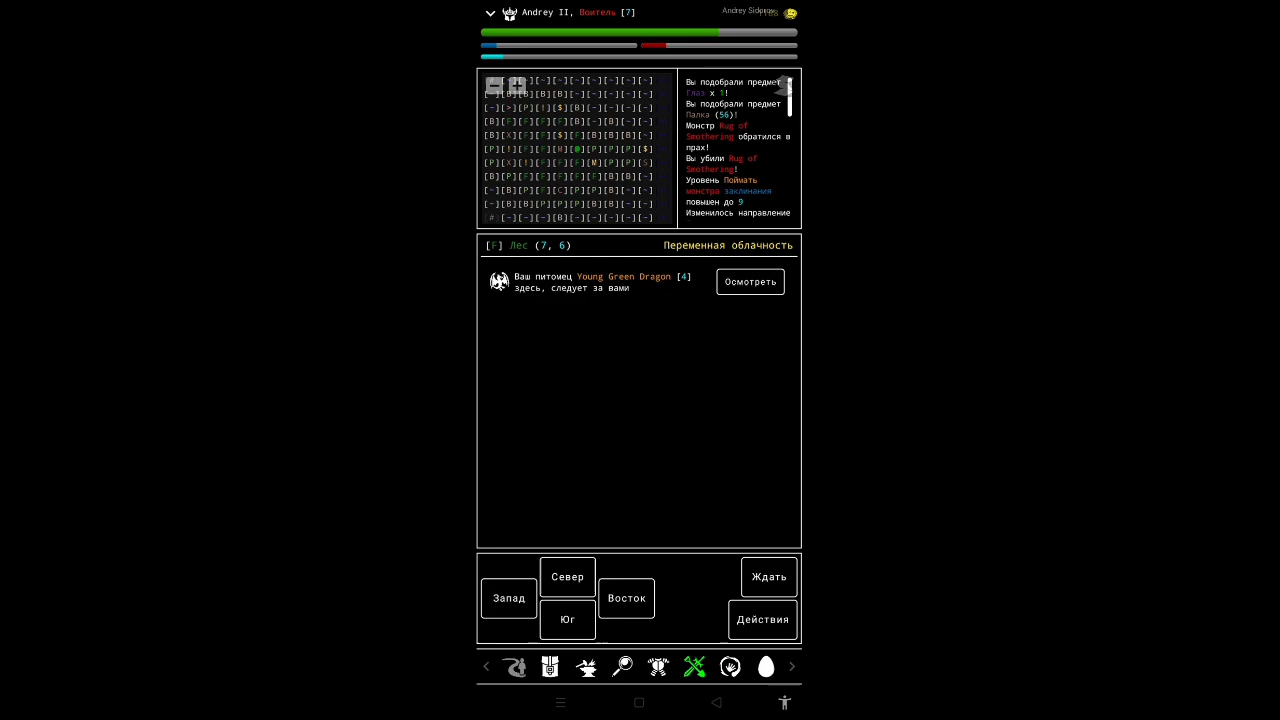 Andrey II, Воитель [7]
Andrey Sidorov
[~][~][~][~][~][~][~]
[B][B][B][B][~][~][~][~][~]
[~][>][P][!][$][B][~][~][~][~]
[B][F][F][F][F][B][~][B][~][~]
[B][X][F][F][$][F][B][B][B][~]
[P][!][F][F][M][@][P][P][P][$]
[P][X][!][F][F][F][M][P][P][S]
[B][P][F][F][F][F][F][B][B][~]
[~][B][P][F][C][P][P][B][~][~]
[~][B][B][P][P][P][B][B][~][~]
[#][~][~][~][B][~][~][~][~][~]
Вы подобрали предмет
Глаз x 1!
Вы подобрали предмет
Палка (56)!
Монстр Rug of
Smothering обратился в
прах!
Вы убили Rug of
Smothering!
Уровень Поймать
монстра заклинания
повышен до 9
Изменилось направление
[F] Лес (7, 6)
Переменная облачность
Ваш питомец Young Green Dragon [4]
здесь, следует за вами
Осмотреть
Север
Ждать
Запад
Восток
Юг
Действия